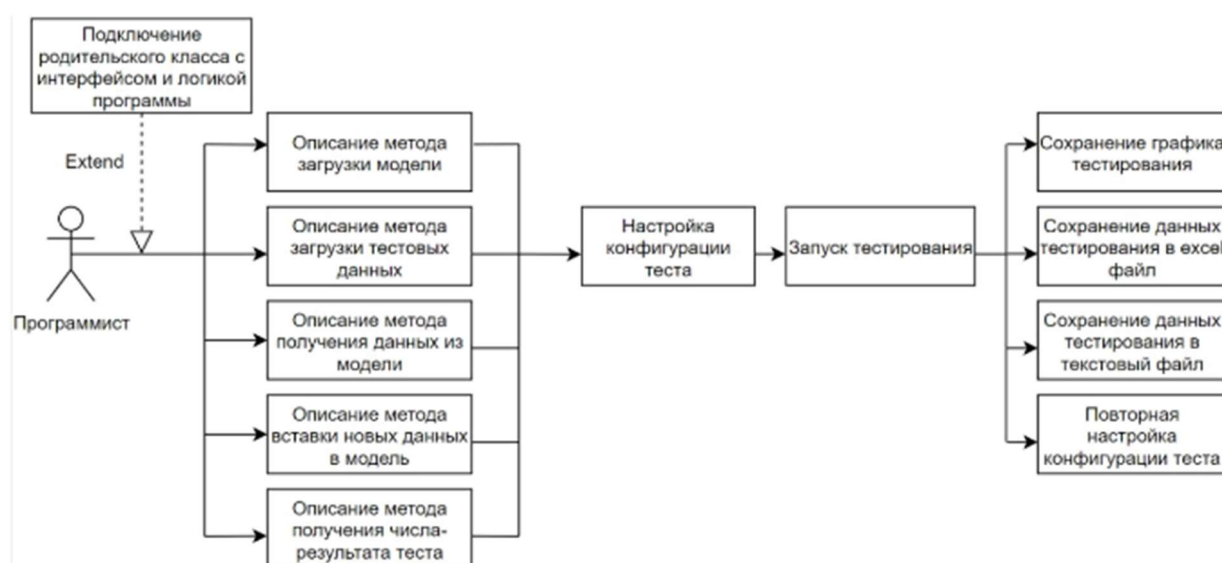 Подключение
родительского класса с
интерфейсом и логикой
программы
Extend
Программист
Описание метода
загрузки модели
Описание метода
загрузки тестовых
данных
Описание метода
получения данных из
модели
Описание метода
вставки новых данных
в модель
Описание метода
получения числа-
результата теста
Настройка
конфигурации
теста
Запуск тестирования
Сохранение графика
тестирования
Сохранение данных
тестирования в excel
файл
Сохранение данных
тестирования в
текстовый файл
Повторная
настройка
конфигурации теста